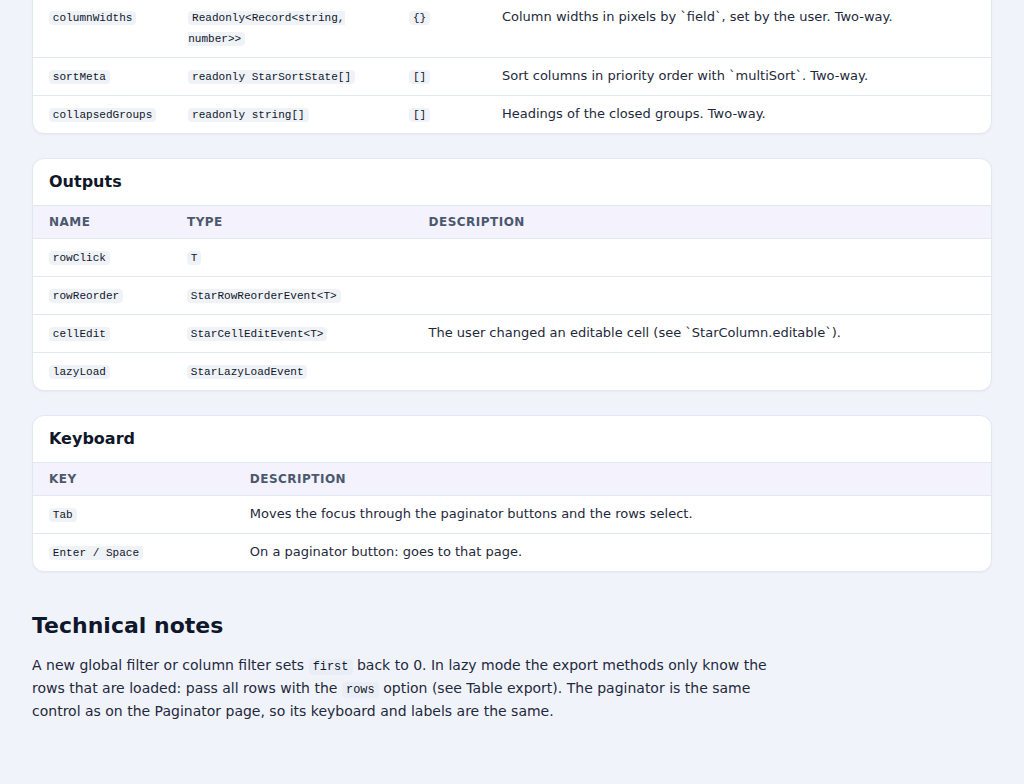 columnWidths Readonly<Record<string, {} Column widths in pixels by `field`, set by the user. Two-way.
number>>
sortMeta readonly StarSortState[] [] Sort columns in priority order with `multiSort`. Two-way.
collapsedGroups readonly string[] [] Headings of the closed groups. Two-way.
Outputs
NAME TYPE DESCRIPTION
rowClick T
rowReorder StarRowReorderEvent<T>
cellEdit StarCellEditEvent<T> The user changed an editable cell (see `StarColumn.editable`).
lazyLoad StarLazyLoadEvent
Keyboard
KEY DESCRIPTION
Tab Moves the focus through the paginator buttons and the rows select.
Enter / Space On a paginator button: goes to that page.
Technical notes
A new global filter or column filter sets first back to 0. In lazy mode the export methods only know the
rows that are loaded: pass all rows with the rows option (see Table export). The paginator is the same
control as on the Paginator page, so its keyboard and labels are the same.